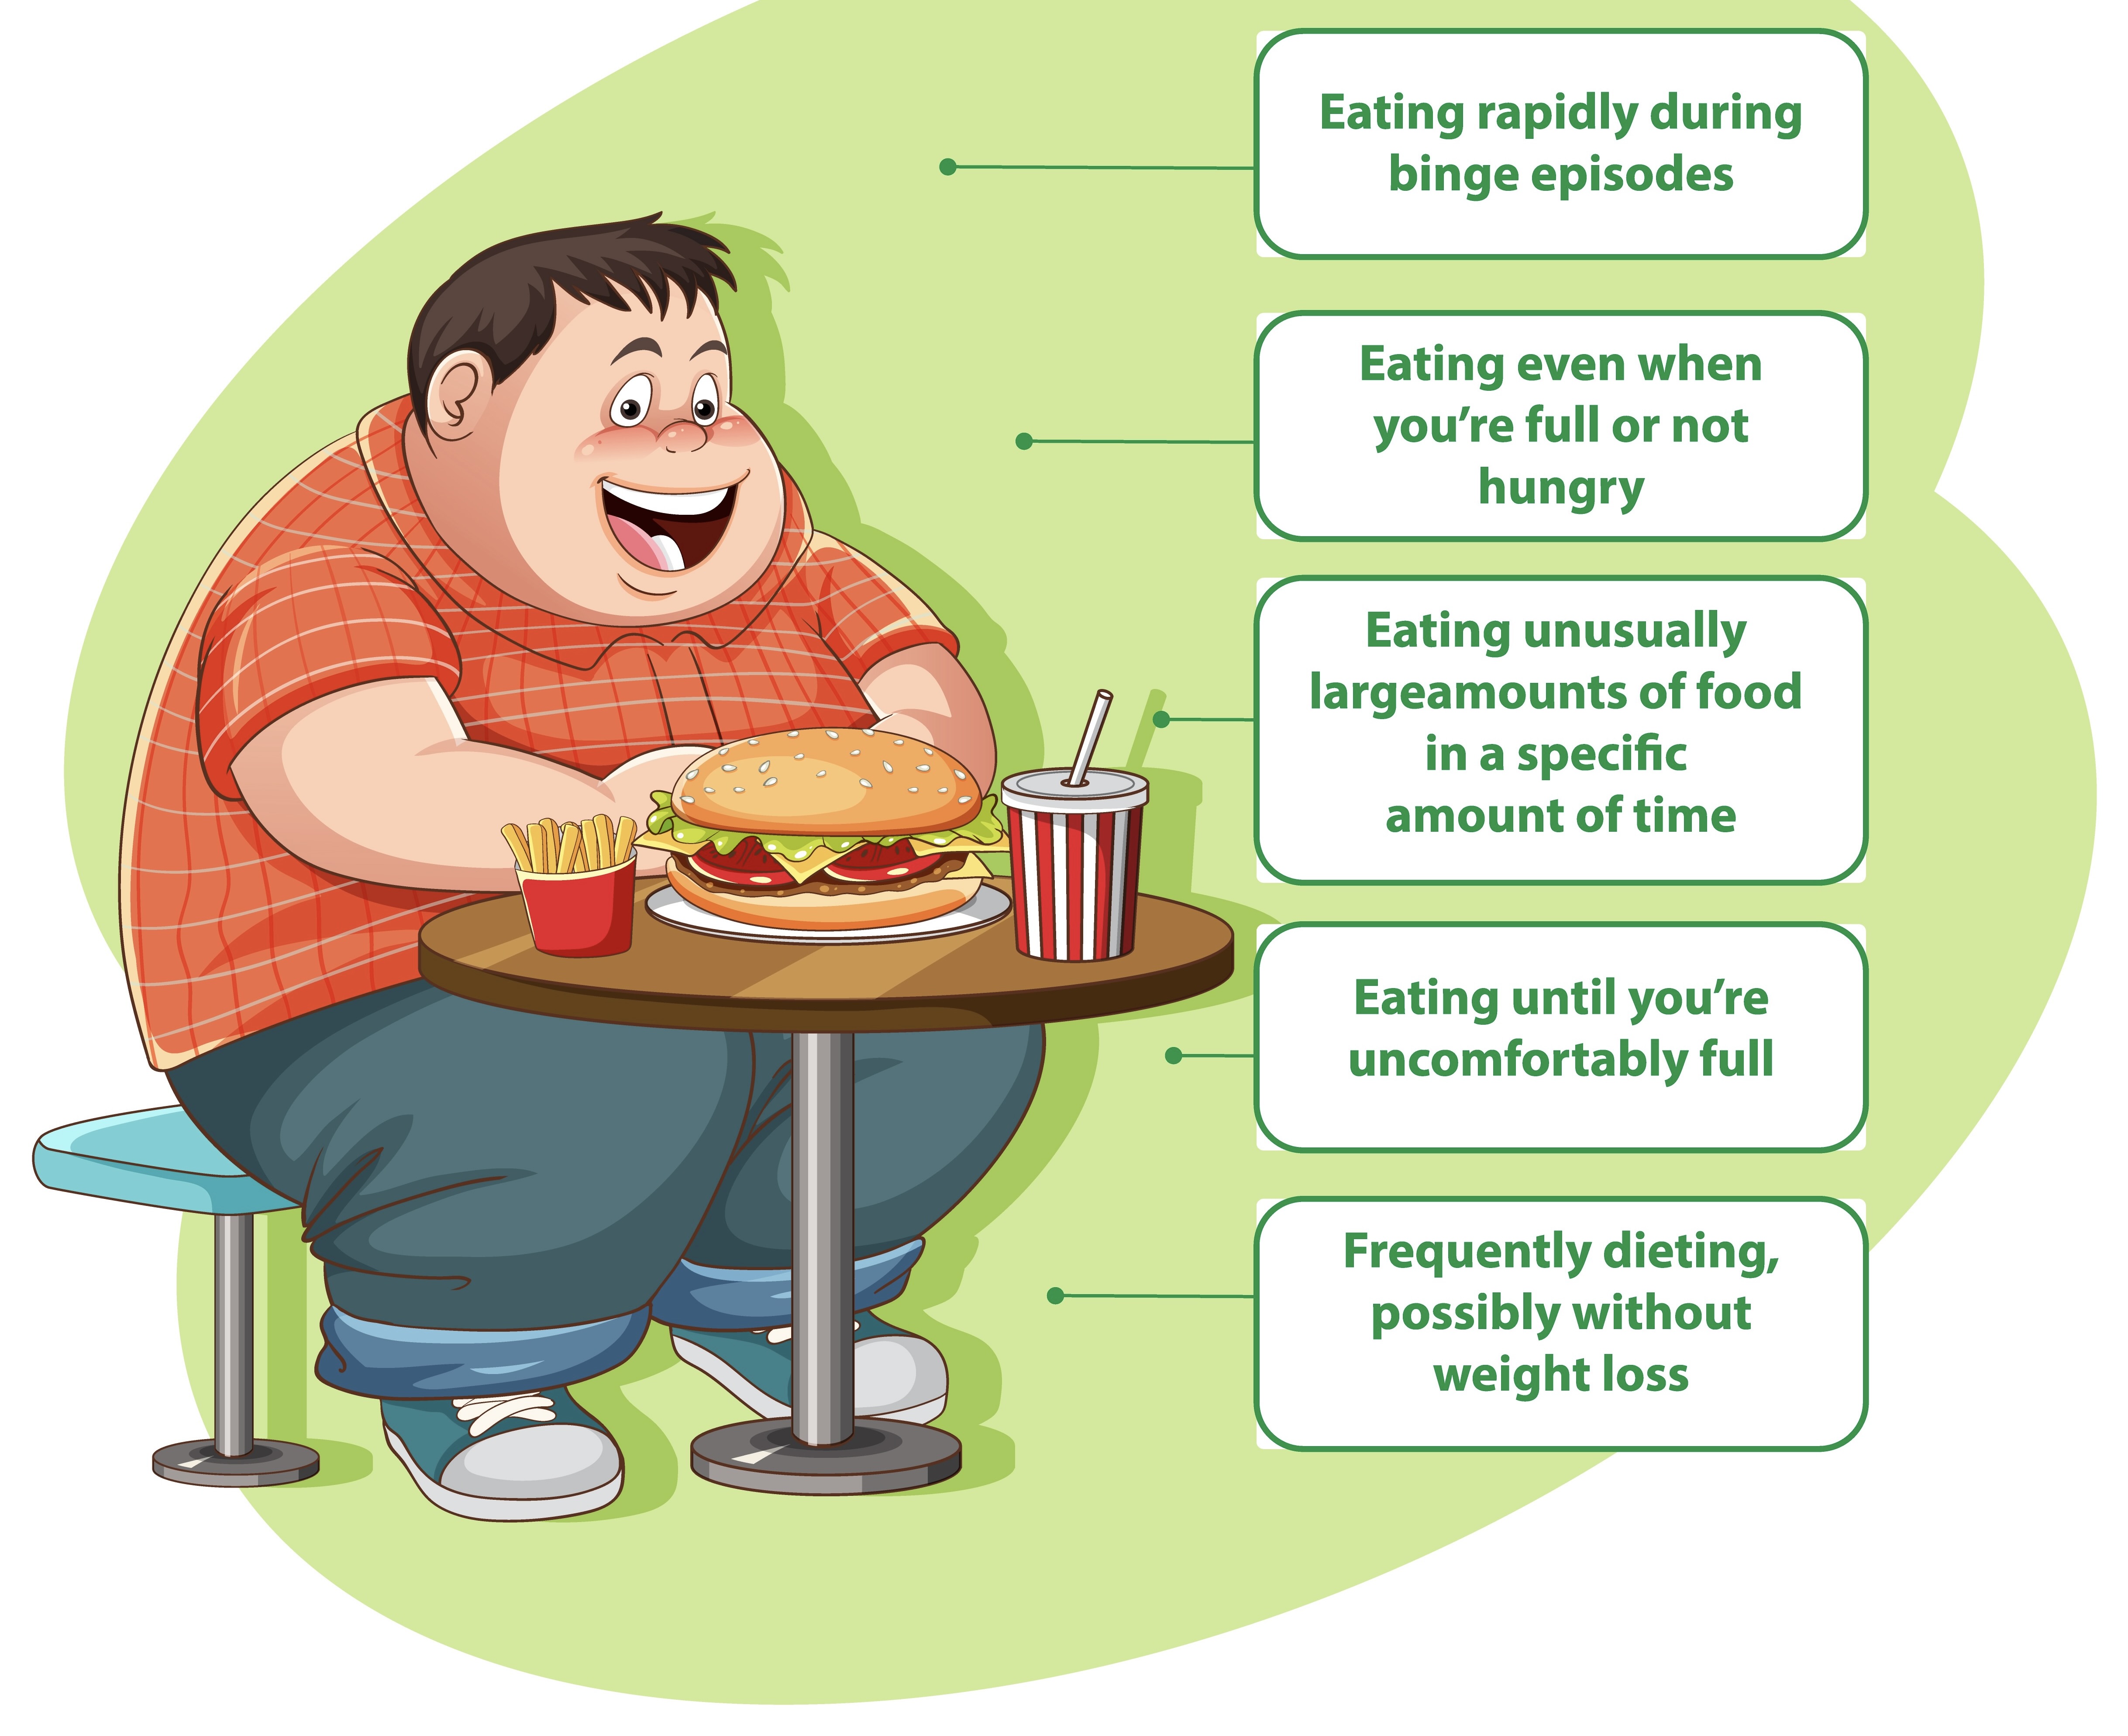 Eating rapidly during
binge episodes
Eating even when
you’re full or not
hungry
Eating unusually
largeamounts of food
in a specific
amount of time
Eating until you’re
uncomfortably full
Frequently dieting,
possibly without
weight loss